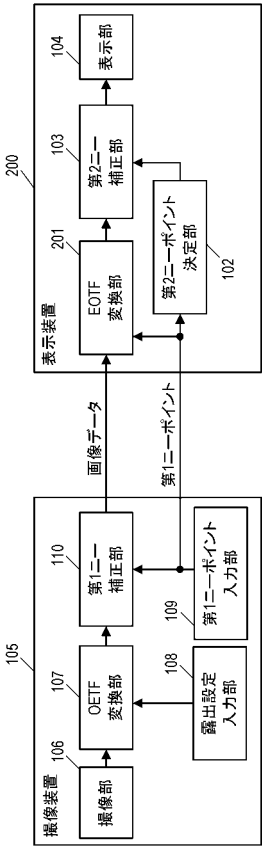 105
撮像装置
106
撮像部
107
OETF
変換部
110
第1ニー
補正部
108
露出設定
入力部
109
第1ニーポイント
入力部
画像データ
第1ニーポイント
200
表示装置
201
EOTF
変換部
103
第2ニー
補正部
104
表示部
第2ニーポイント
決定部
102